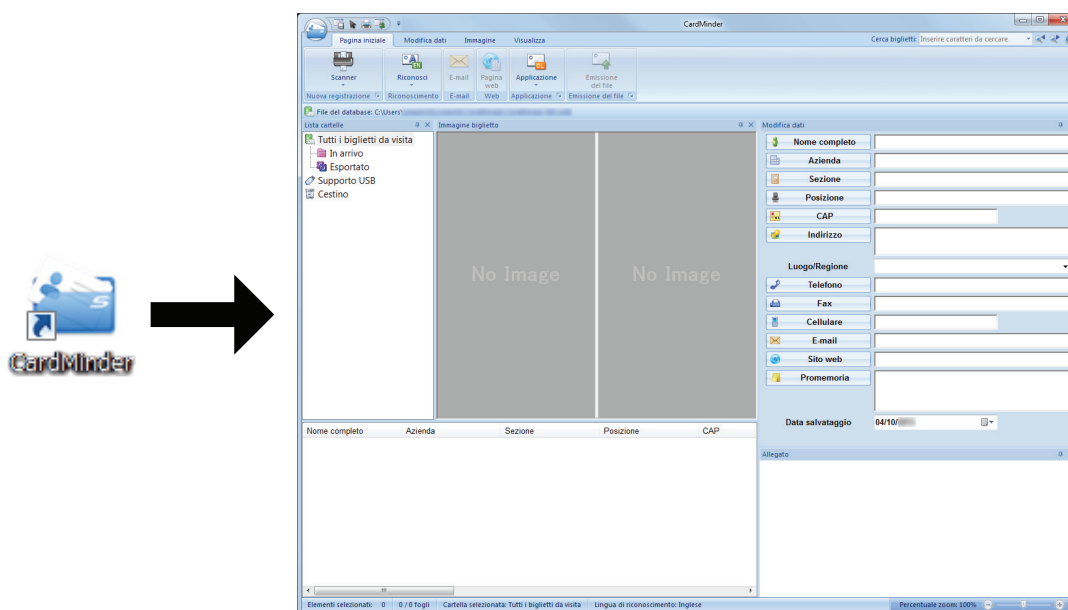 CardMinder
CardMinder
Pagina iniziale Modifica dati Immagine Visualizza
Cerca biglietti: Inserire caratteri da cercare
Scanner Riconosci E-mail Pagina web Applicazione Emissione del file
Nuova registrazione Riconoscimento E-mail Web Applicazione Emissione del file
File del database: C:\Users\
Lista cartelle
Immagine biglietto
Modifica dati
Tutti i biglietti da visita
In arrivo
Esportato
Supporto USB
Cestino
No Image
No Image
Nome completo
Azienda
Sezione
Posizione
CAP
Indirizzo
Luogo/Regione
Telefono
Fax
Cellulare
E-mail
Sito web
Promemoria
Data salvataggio 04/10/
Allegato
Nome completo Azienda Sezione Posizione CAP
Elementi selezionati: 0 0 / 0 fogli Cartella selezionata: Tutti i biglietti da visita Lingua di riconoscimento: Inglese Percentuale zoom: 100%